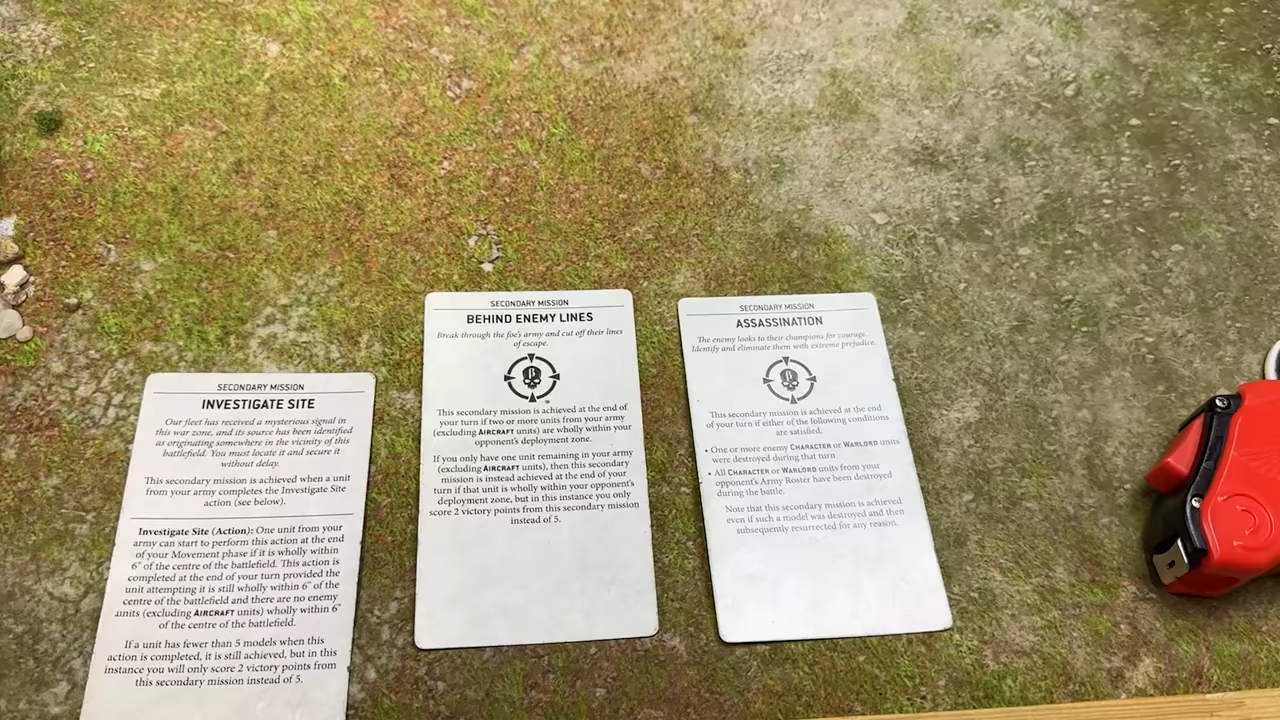 SECONDARY MISSION
INVESTIGATE SITE
Our fleet has received a mysterious signal in
this war zone, and its source has been identified
as originating somewhere in the vicinity of this
battlefield. You must locate it and secure it
without delay.
This secondary mission is achieved when a unit
from your army completes the Investigate Site
action (see below).
Investigate Site (Action): One unit from your
army can start to perform this action at the end
of your Movement phase if it is wholly within
6" of the centre of the battlefield. This action is
completed at the end of your turn provided the
unit attempting it is still wholly within 6" of the
centre of the battlefield and there are no enemy
units (excluding AIRCRAFT units) wholly within 6"
of the centre of the battlefield.
If a unit has fewer than 5 models when this
action is completed, it is still achieved, but in this
instance you will only score 2 victory points from
this secondary mission instead of 5.
SECONDARY MISSION
BEHIND ENEMY LINES
Break through the foe's army and cut off their lines
of escape.
This secondary mission is achieved at the end of
your turn if two or more units from your army
(excluding AIRCRAFT units) are wholly within your
opponent's deployment zone.
If you only have one unit remaining in your army
(excluding AIRCRAFT units), then this secondary
mission is instead achieved at the end of your
turn if that unit is wholly within your opponent's
deployment zone, but in this instance you only
score 2 victory points from this secondary mission
instead of 5.
SECONDARY MISSION
ASSASSINATION
The enemy looks to their champions for courage.
Identify and eliminate them with extreme prejudice.
This secondary mission is achieved at the end
of your turn if either of the following conditions
are satisfied:
• One or more enemy CHARACTER or WARLORD units
were destroyed during that turn
• All CHARACTER or WARLORD units from your
opponent's Army Roster have been destroyed
during the battle.
Note that this secondary mission is achieved
even if such a model was destroyed and then
subsequently resurrected for any reason.